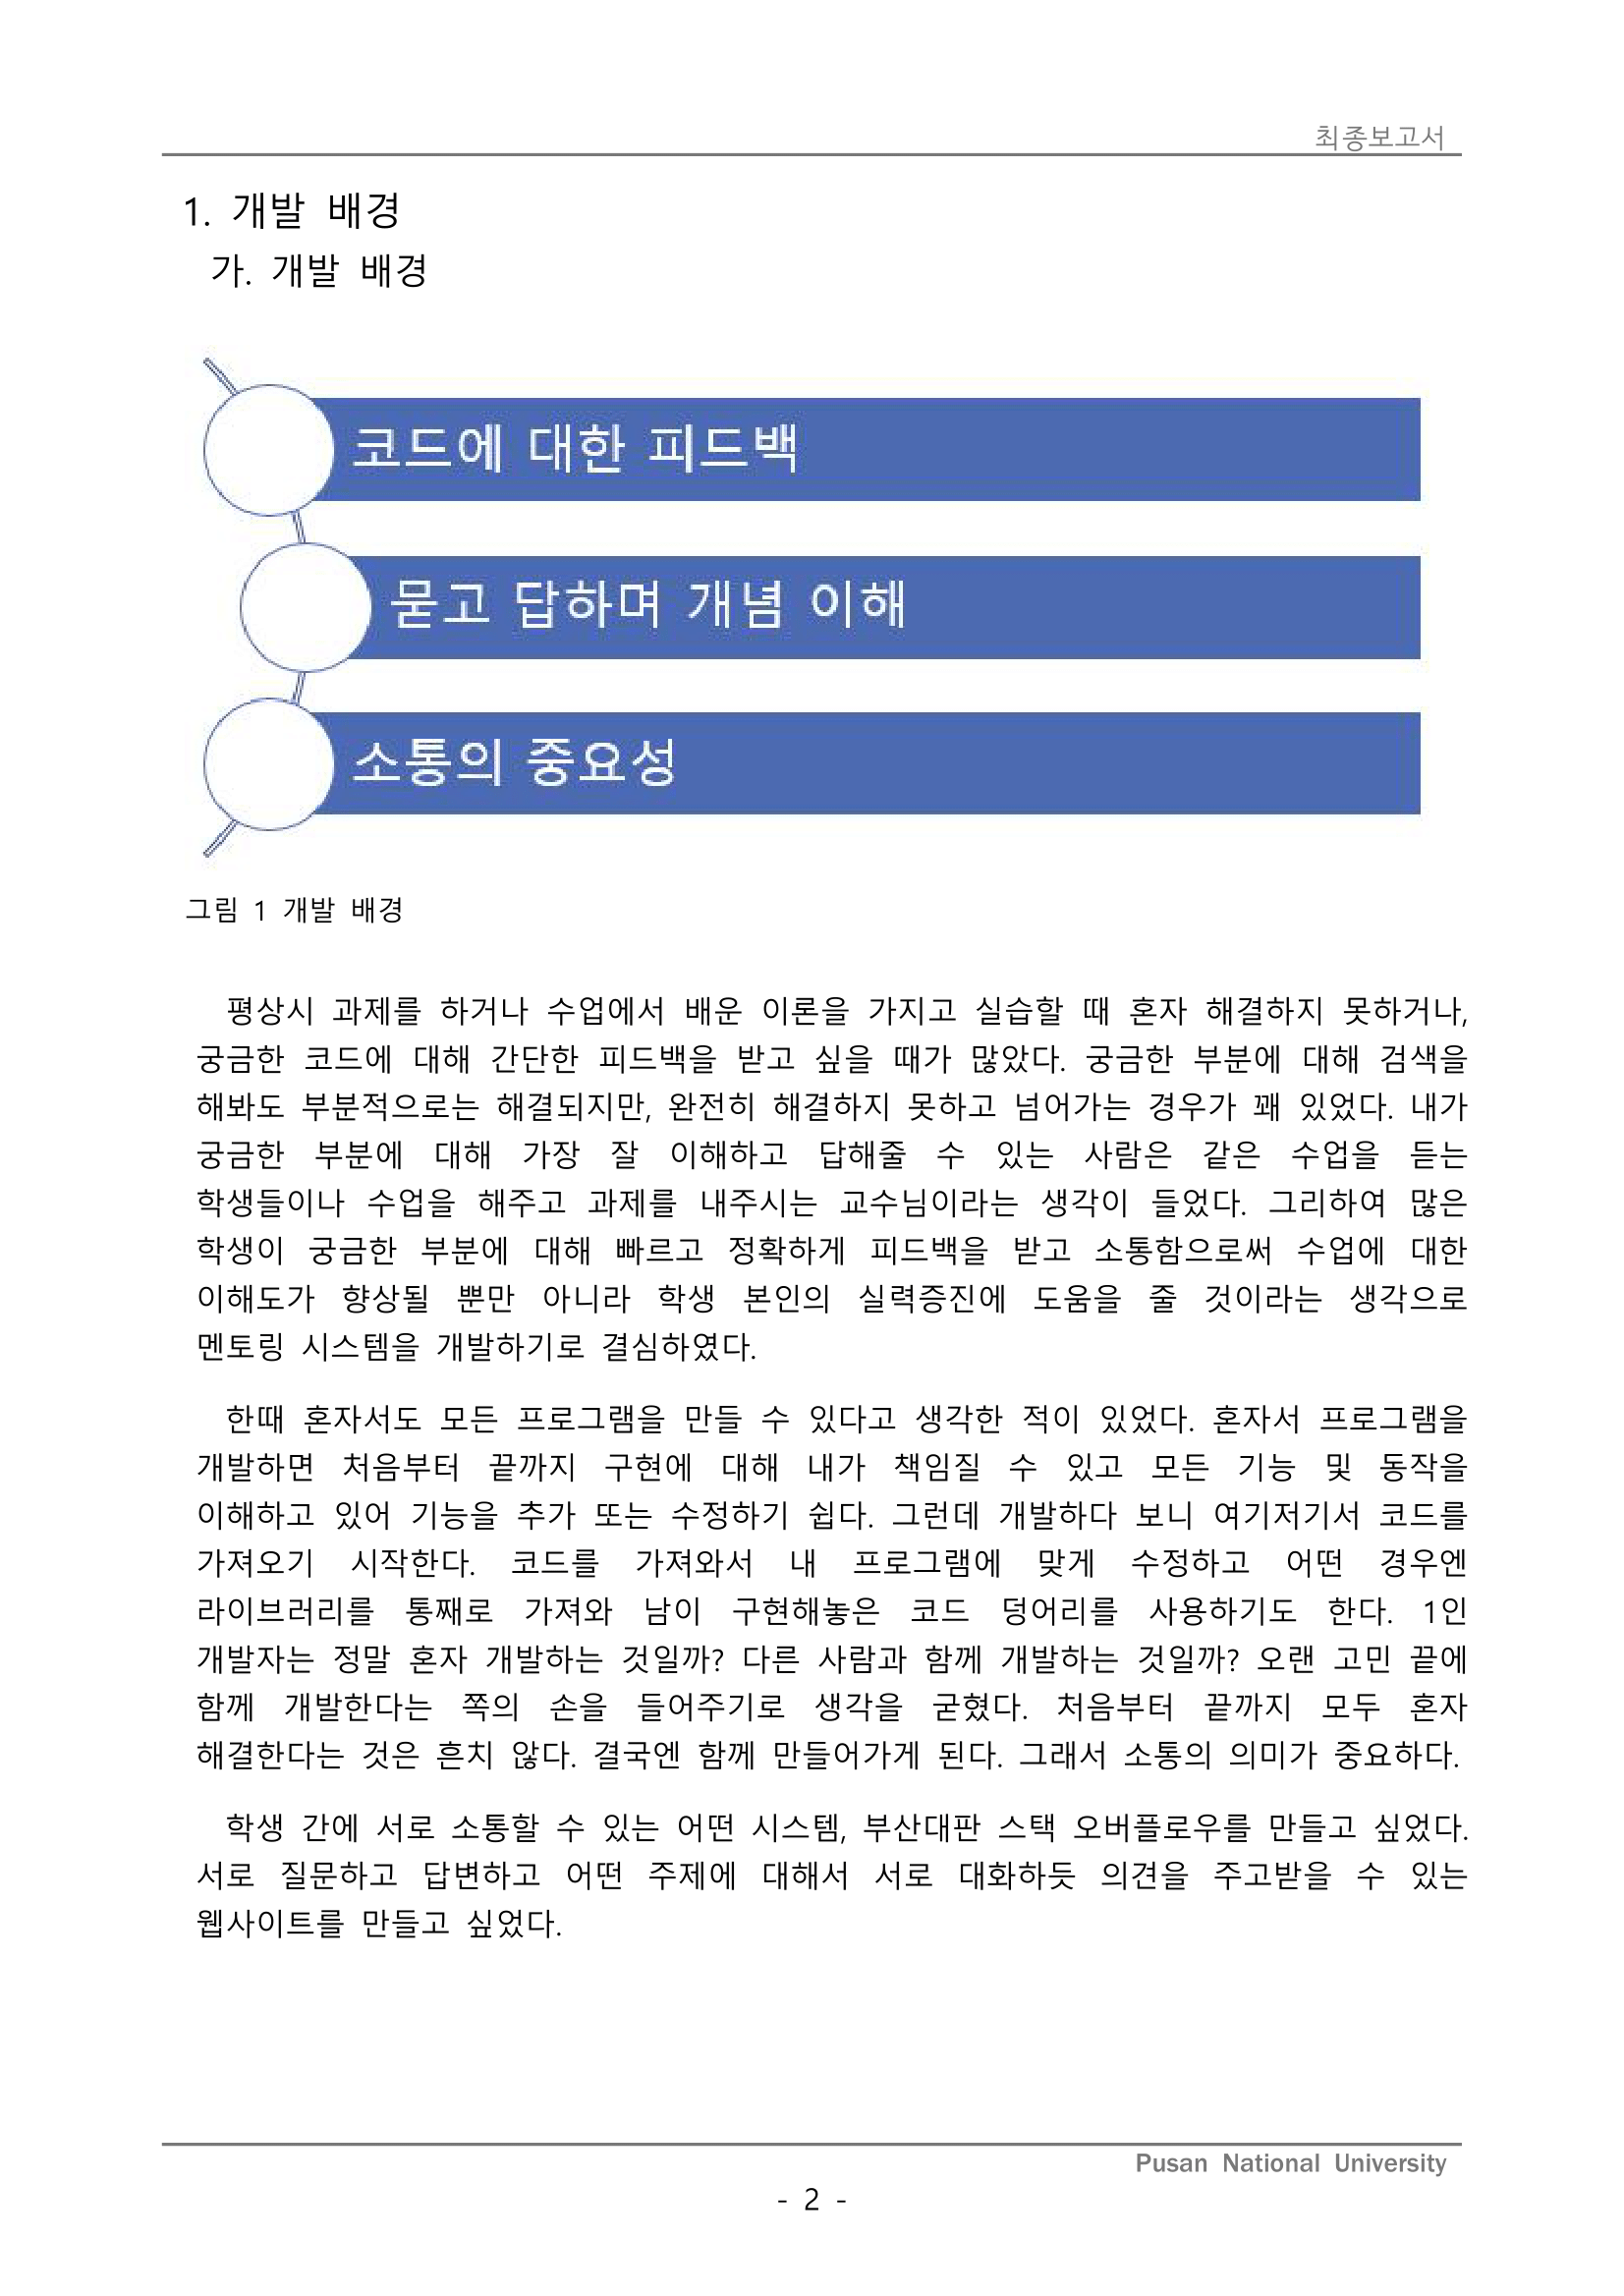 최종보고서
1. 개발 배경
가. 개발 배경
코드에 대한 피드백
묻고 답하며 개념 이해
소통의 중요성
그림 1 개발 배경
평상시 과제를 하거나 수업에서 배운 이론을 가지고 실습할 때 혼자 해결하지 못하거나,
궁금한 코드에 대해 간단한 피드백을 받고 싶을 때가 많았다. 궁금한 부분에 대해 검색을
해봐도 부분적으로는 해결되지만, 완전히 해결하지 못하고 넘어가는 경우가 꽤 있었다. 내가
궁금한 부분에 대해 가장 잘 이해하고 답해줄 수 있는 사람은 같은 수업을 듣는
학생들이나 수업을 해주고 과제를 내주시는 교수님이라는 생각이 들었다. 그리하여 많은
학생이 궁금한 부분에 대해 빠르고 정확하게 피드백을 받고 소통함으로써 수업에 대한
이해도가 향상될 뿐만 아니라 학생 본인의 실력증진에 도움을 줄 것이라는 생각으로
멘토링 시스템을 개발하기로 결심하였다.
한때 혼자서도 모든 프로그램을 만들 수 있다고 생각한 적이 있었다. 혼자서 프로그램을
개발하면 처음부터 끝까지 구현에 대해 내가 책임질 수 있고 모든 기능 및 동작을
이해하고 있어 기능을 추가 또는 수정하기 쉽다. 그런데 개발하다 보니 여기저기서 코드를
가져오기 시작한다. 코드를 가져와서 내 프로그램에 맞게 수정하고 어떤 경우엔
라이브러리를 통째로 가져와 남이 구현해놓은 코드 덩어리를 사용하기도 한다. 1인
개발자는 정말 혼자 개발하는 것일까? 다른 사람과 함께 개발하는 것일까? 오랜 고민 끝에
함께 개발한다는 쪽의 손을 들어주기로 생각을 굳혔다. 처음부터 끝까지 모두 혼자
해결한다는 것은 흔치 않다. 결국엔 함께 만들어가게 된다. 그래서 소통의 의미가 중요하다.
학생 간에 서로 소통할 수 있는 어떤 시스템, 부산대판 스택 오버플로우를 만들고 싶었다.
서로 질문하고 답변하고 어떤 주제에 대해서 서로 대화하듯 의견을 주고받을 수 있는
웹사이트를 만들고 싶었다.
Pusan National University
- 2 -